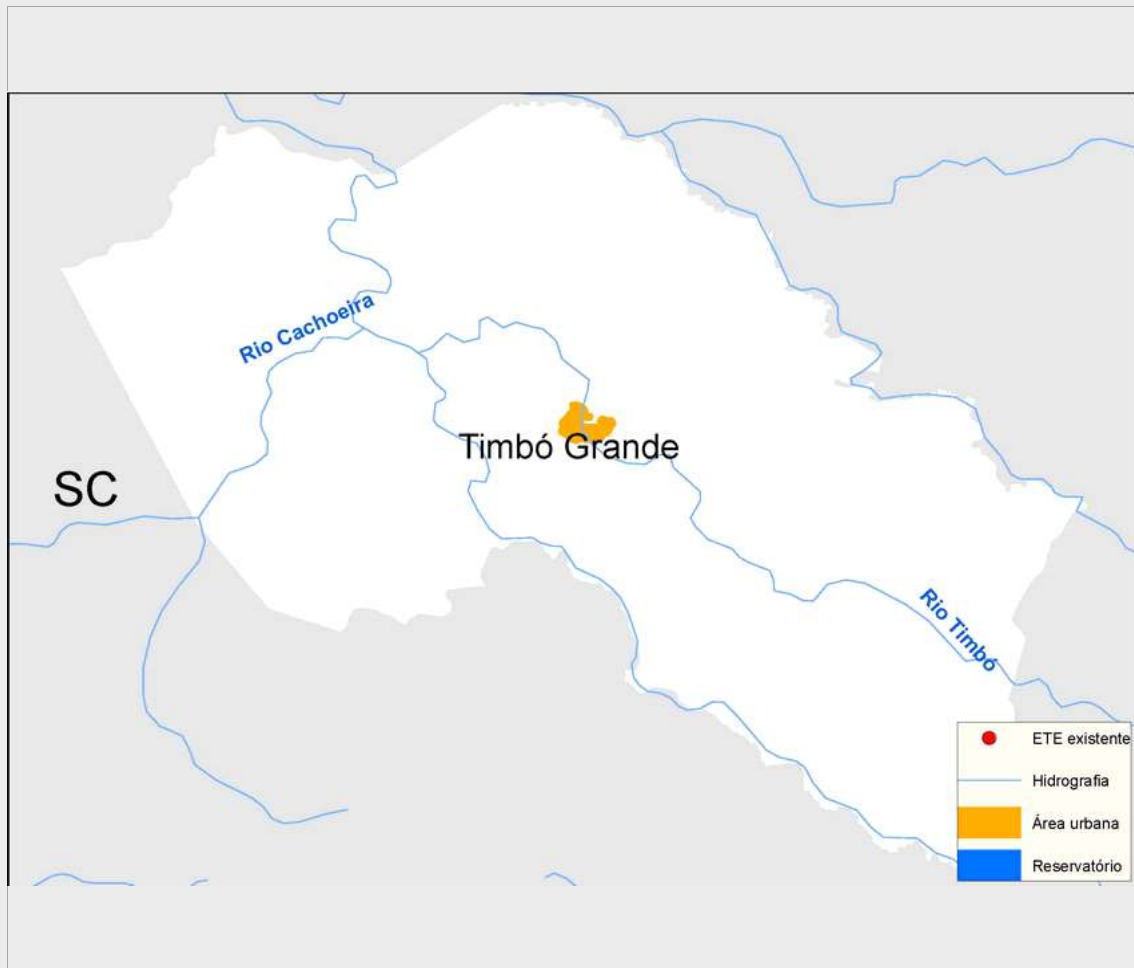 Rio Cachoeira
Timbó Grande
SC
Rio Timbó
ETE existente
Hidrografia
Área urbana
Reservatório